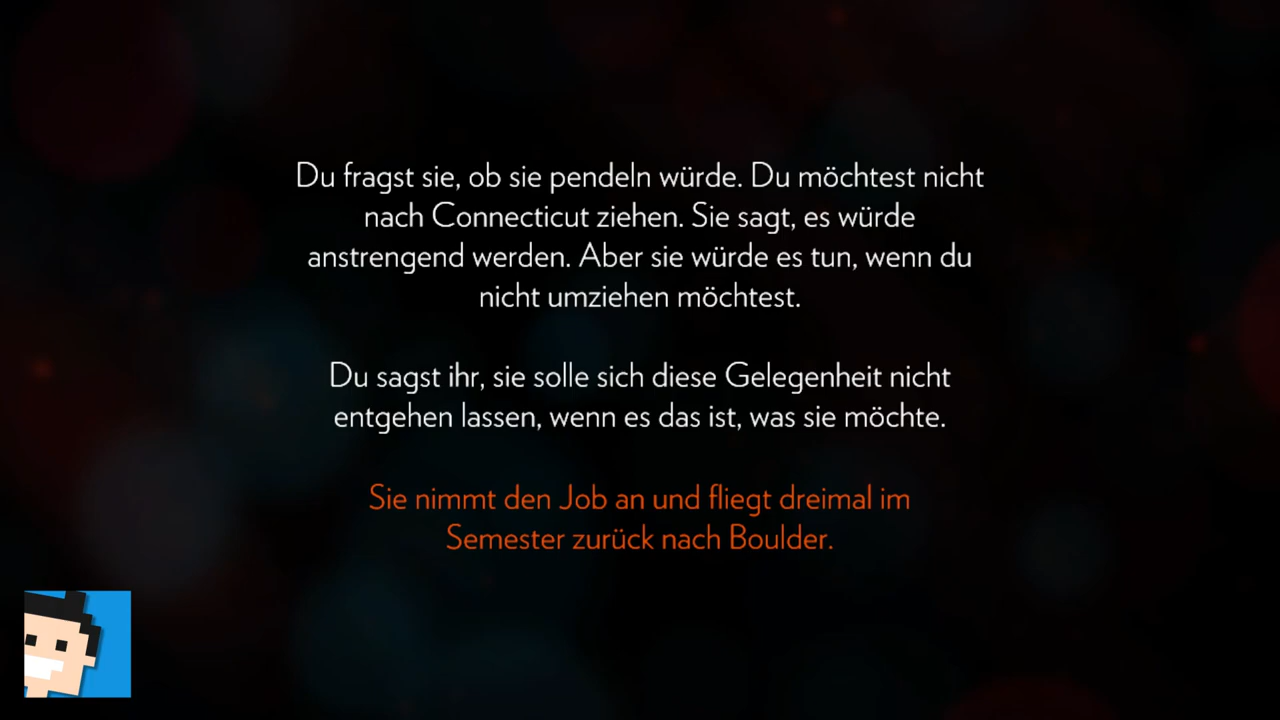 Du fragst sie, ob sie pendeln würde. Du möchtest nicht
nach Connecticut ziehen. Sie sagt, es würde
anstrengend werden. Aber sie würde es tun, wenn du
nicht umziehen möchtest.
Du sagst ihr, sie solle sich diese Gelegenheit nicht
entgehen lassen, wenn es das ist, was sie möchte.
Sie nimmt den Job an und fliegt dreimal im
Semester zurück nach Boulder.